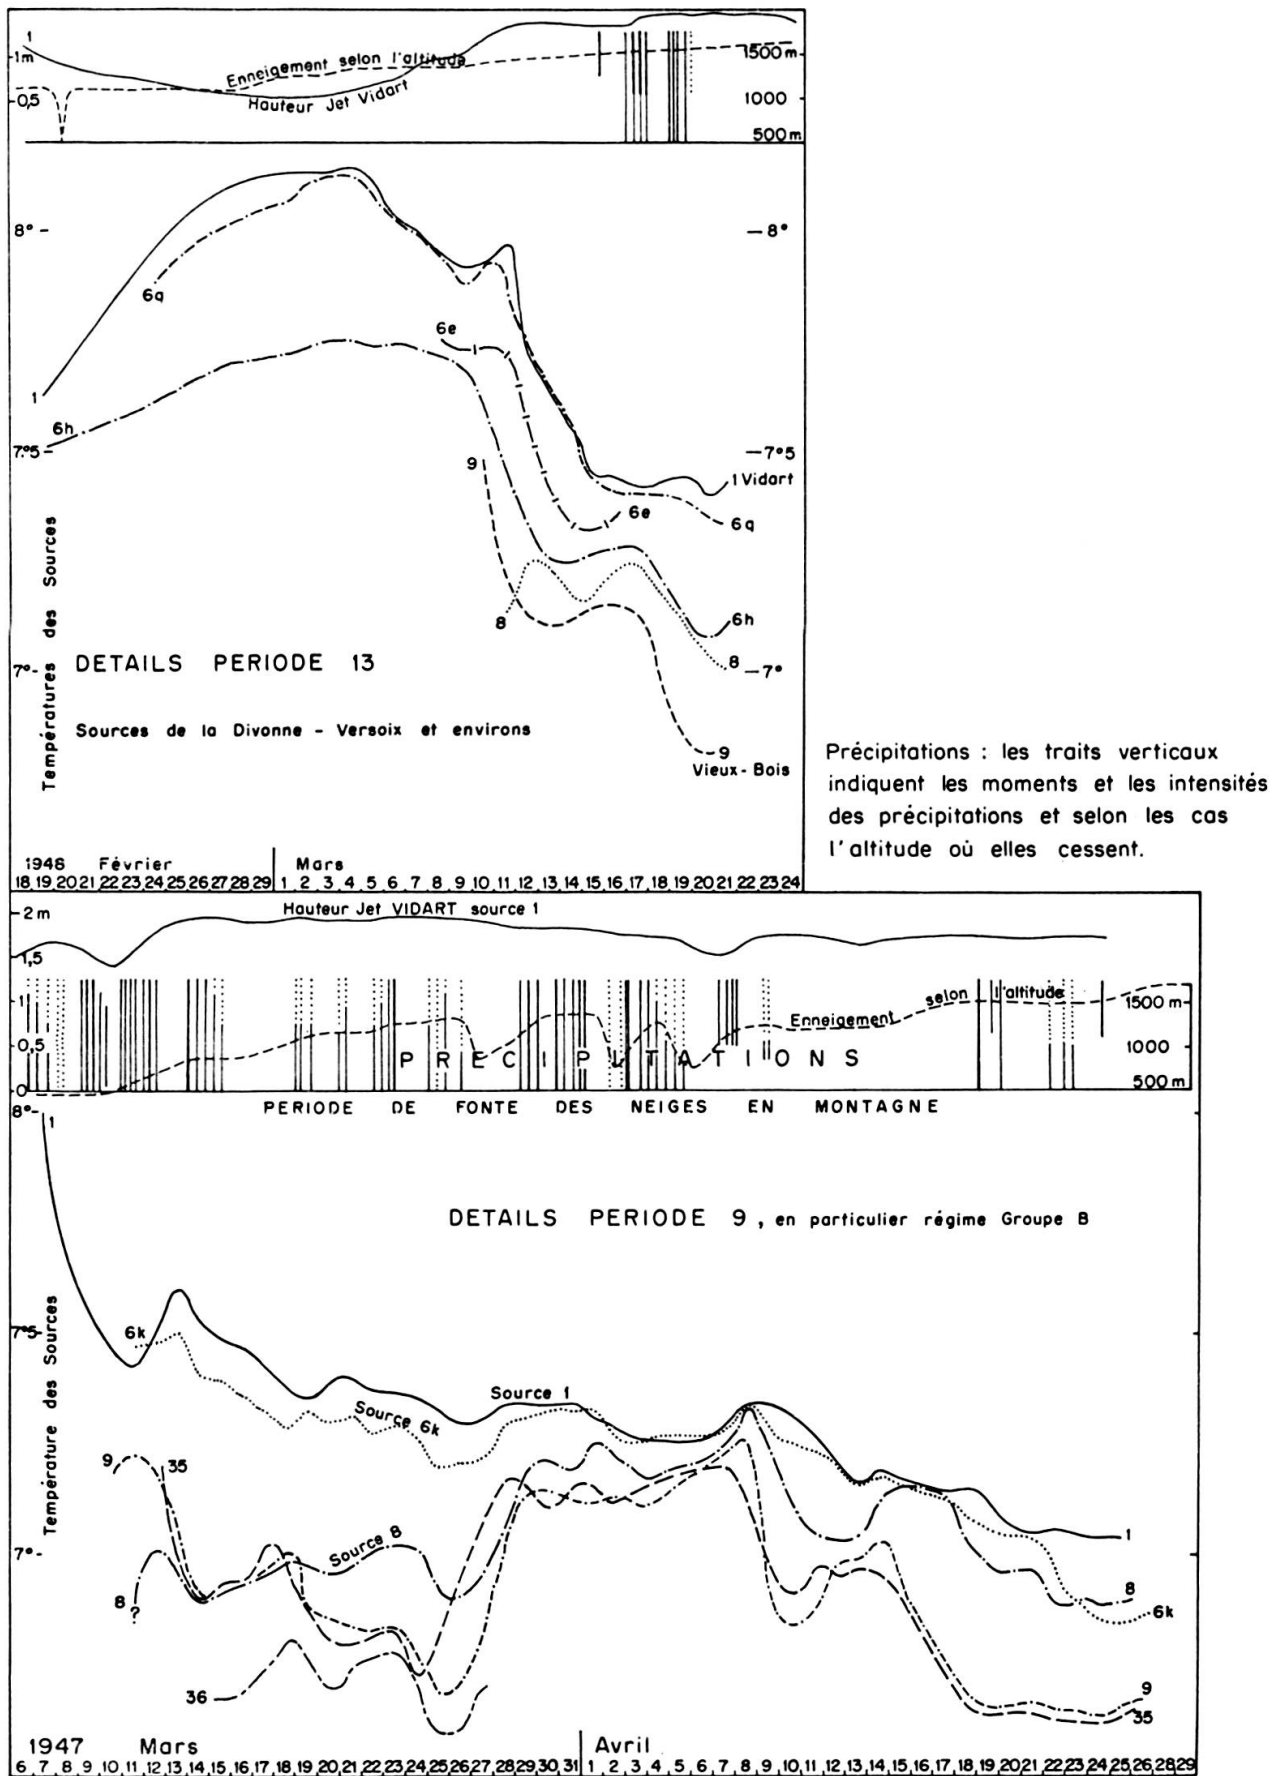 1
1m
Enneigement selon l'altitude
1500 m
0,5
Hauteur Jet Vidart
1000
500 m
8°
8°
6q
6e
1
6h
7°5
7°5
9
1 Vidart
6e
6q
8
6h
8
7°
7°
DETAILS PERIODE 13
Sources de la Divonne - Versoix et environs
9
Vieux-Bois
Températures des Sources
1948 Février Mars
18 19 20 21 22 23 24 25 26 27 28 29 1 2 3 4 5 6 7 8 9 10 11 12 13 14 15 16 17 18 19 20 21 22 23 24
Précipitations : les traits verticaux
indiquent les moments et les intensités
des précipitations et selon les cas
l'altitude où elles cessent.
2 m
Hauteur Jet VIDART source 1
1,5
selon l'altitude
1
1500 m
Enneigement
0,5
PRECIPITATIONS
1000
0
500 m
8°
1
PERIODE DE FONTE DES NEIGES EN MONTAGNE
DETAILS PERIODE 9, en particulier régime Groupe B
Température des Sources
7°5
6k
Source 1
Source 6k
9
35
Source 8
7°
1
8
?
8
6k
36
9
35
1947 Mars Avril
6 7 8 9 10 11 12 13 14 15 16 17 18 19 20 21 22 23 24 25 26 27 28 29 30 31 1 2 3 4 5 6 7 8 9 10 11 12 13 14 15 16 17 18 19 20 21 22 23 24 25 26 28 29